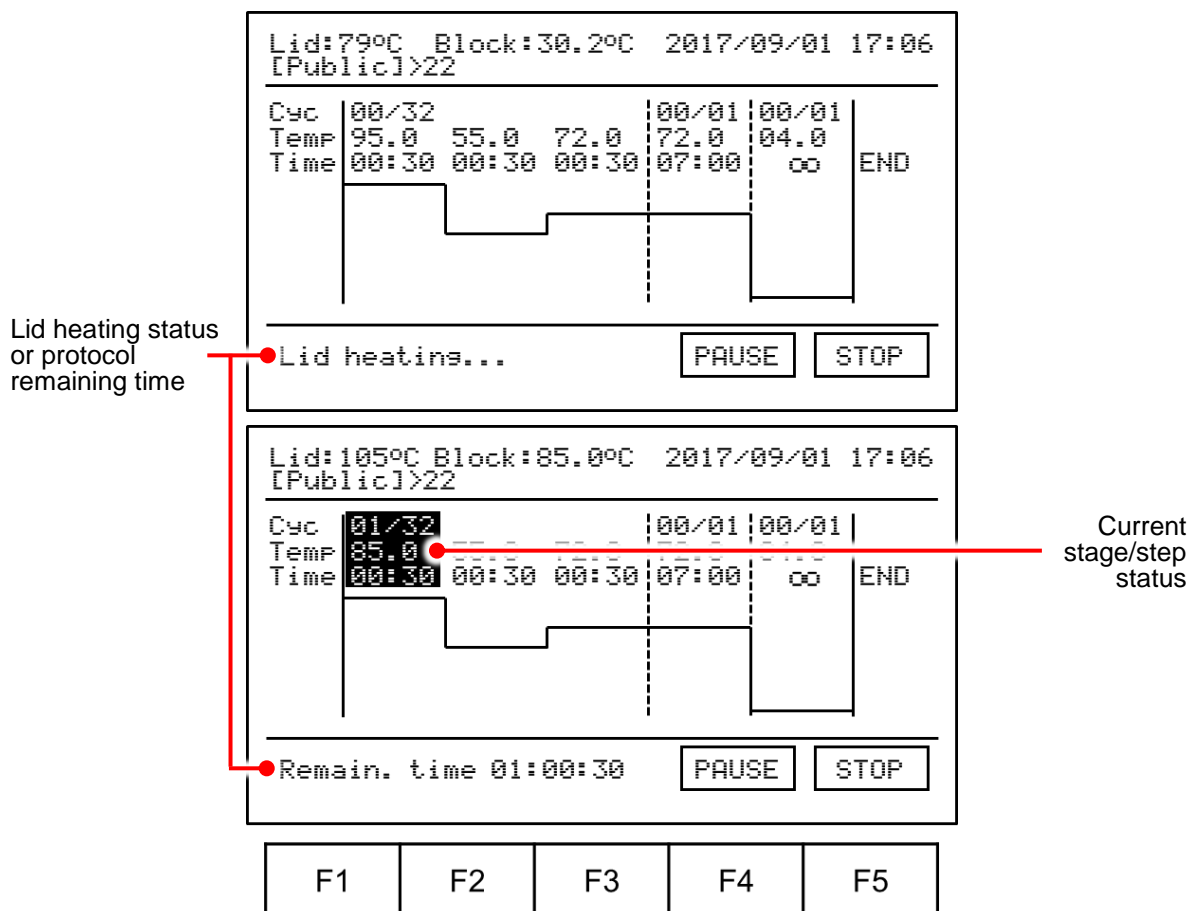 Lid:79ºC Block:30.2ºC 2017/09/01 17:06
[Public]>22
Cyc 00/32 00/01 00/01
Temp 95.0 55.0 72.0 72.0 04.0
Time 00:30 00:30 00:30 07:00 ∞ END
Lid heating...
PAUSE STOP
Lid heating status
or protocol
remaining time
Lid:105ºC Block:85.0ºC 2017/09/01 17:06
[Public]>22
Cyc 01/32 00/01 00/01
Temp 85.0
Time 00:30 00:30 00:30 07:00 ∞ END
Current
stage/step
status
Remain. time 01:00:30
PAUSE STOP
F1 F2 F3 F4 F5